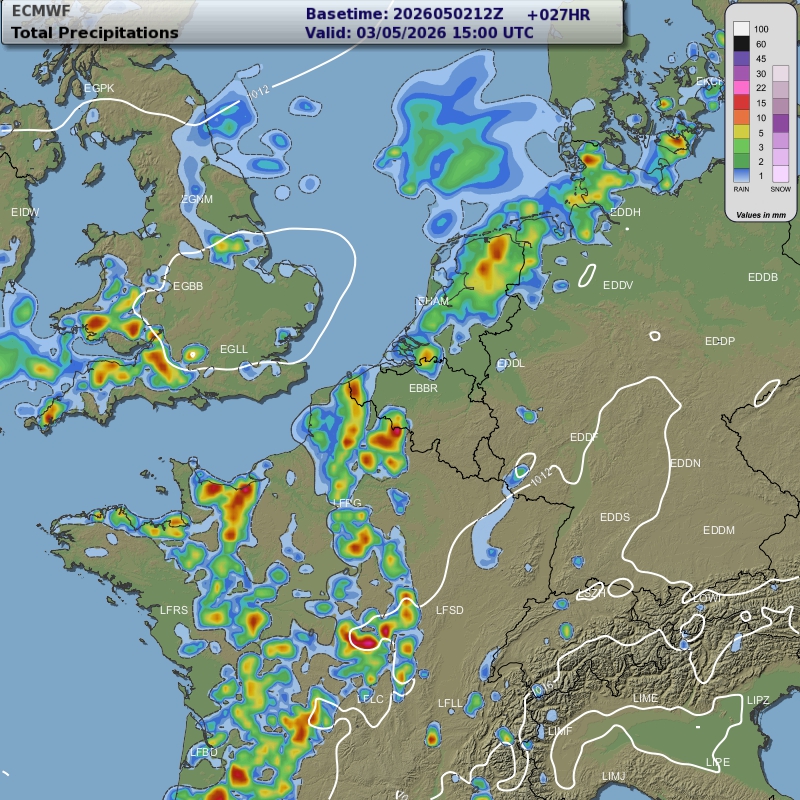 ECMWF
Basetime: 2026050212Z +027HR
Total Precipitations
Valid: 03/05/2026 15:00 UTC
100
60
45
30
22
15
10
5
3
2
1
RAIN SNOW
Values in mm
EGPK
1012
EKCH
EIDW
EGNM
EDDH
EGBB
EDDV
EDDB
EHAM
EGLL
EDDP
EDDL
EBBR
EDDF
EDDN
1012
LFPG
EDDS
EDDM
LFRS
LFSD
LSZH
LOWI
LFLC
LFLL
1016
LIME
LIPZ
LIMF
LFBD
LIPE
LIMJ